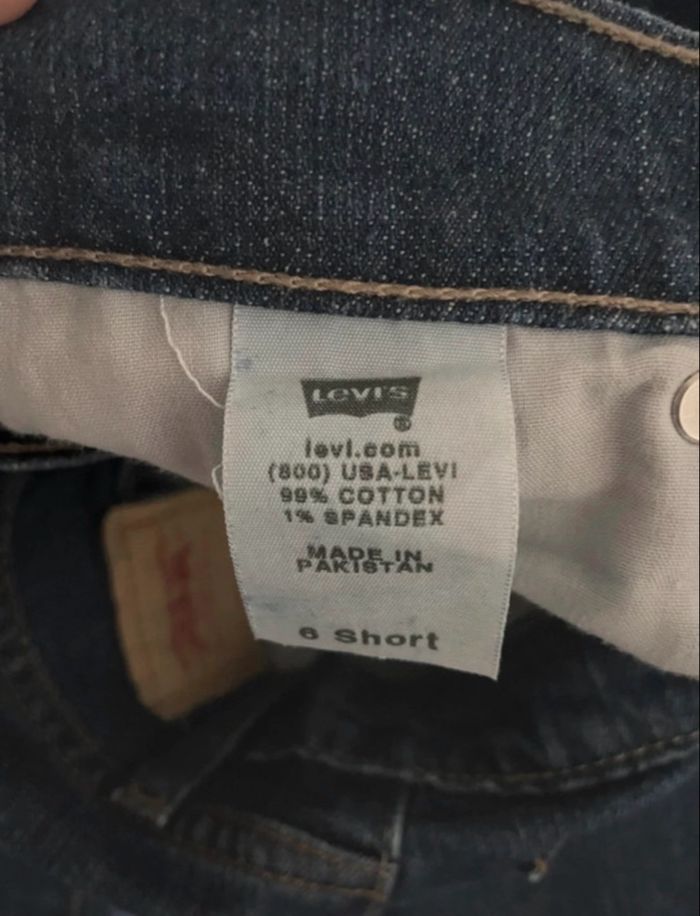 Levi's
®
levi.com
(800) USA-LEVI
99% COTTON
1% SPANDEX
MADE IN
PAKISTAN
6 Short